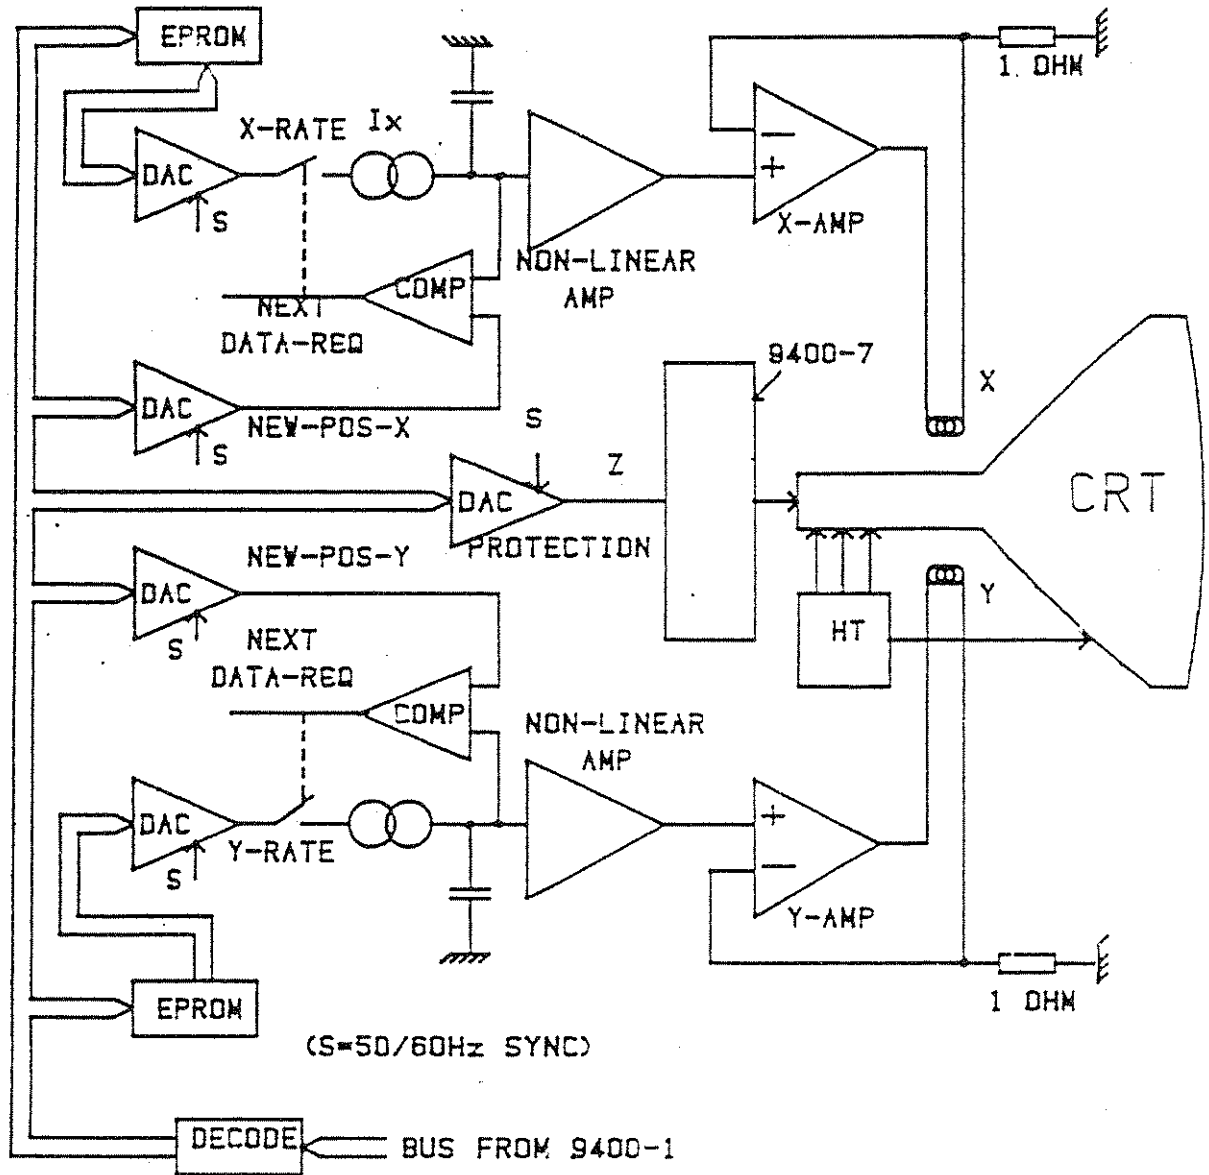 EPROM
1 OHM
X-RATE
Ix
DAC
S
X-AMP
NON-LINEAR
AMP
COMP
NEXT
DATA-REQ
9400-7
DAC
S
NEW-POS-X
X
S
Z
DAC
CRT
PROTECTION
NEW-POS-Y
DAC
S
Y
HT
NEXT
DATA-REQ
COMP
NON-LINEAR
AMP
DAC
S
Y-RATE
Y-AMP
EPROM
1 OHM
(S=50/60Hz SYNC)
DECODE
BUS FROM 9400-1